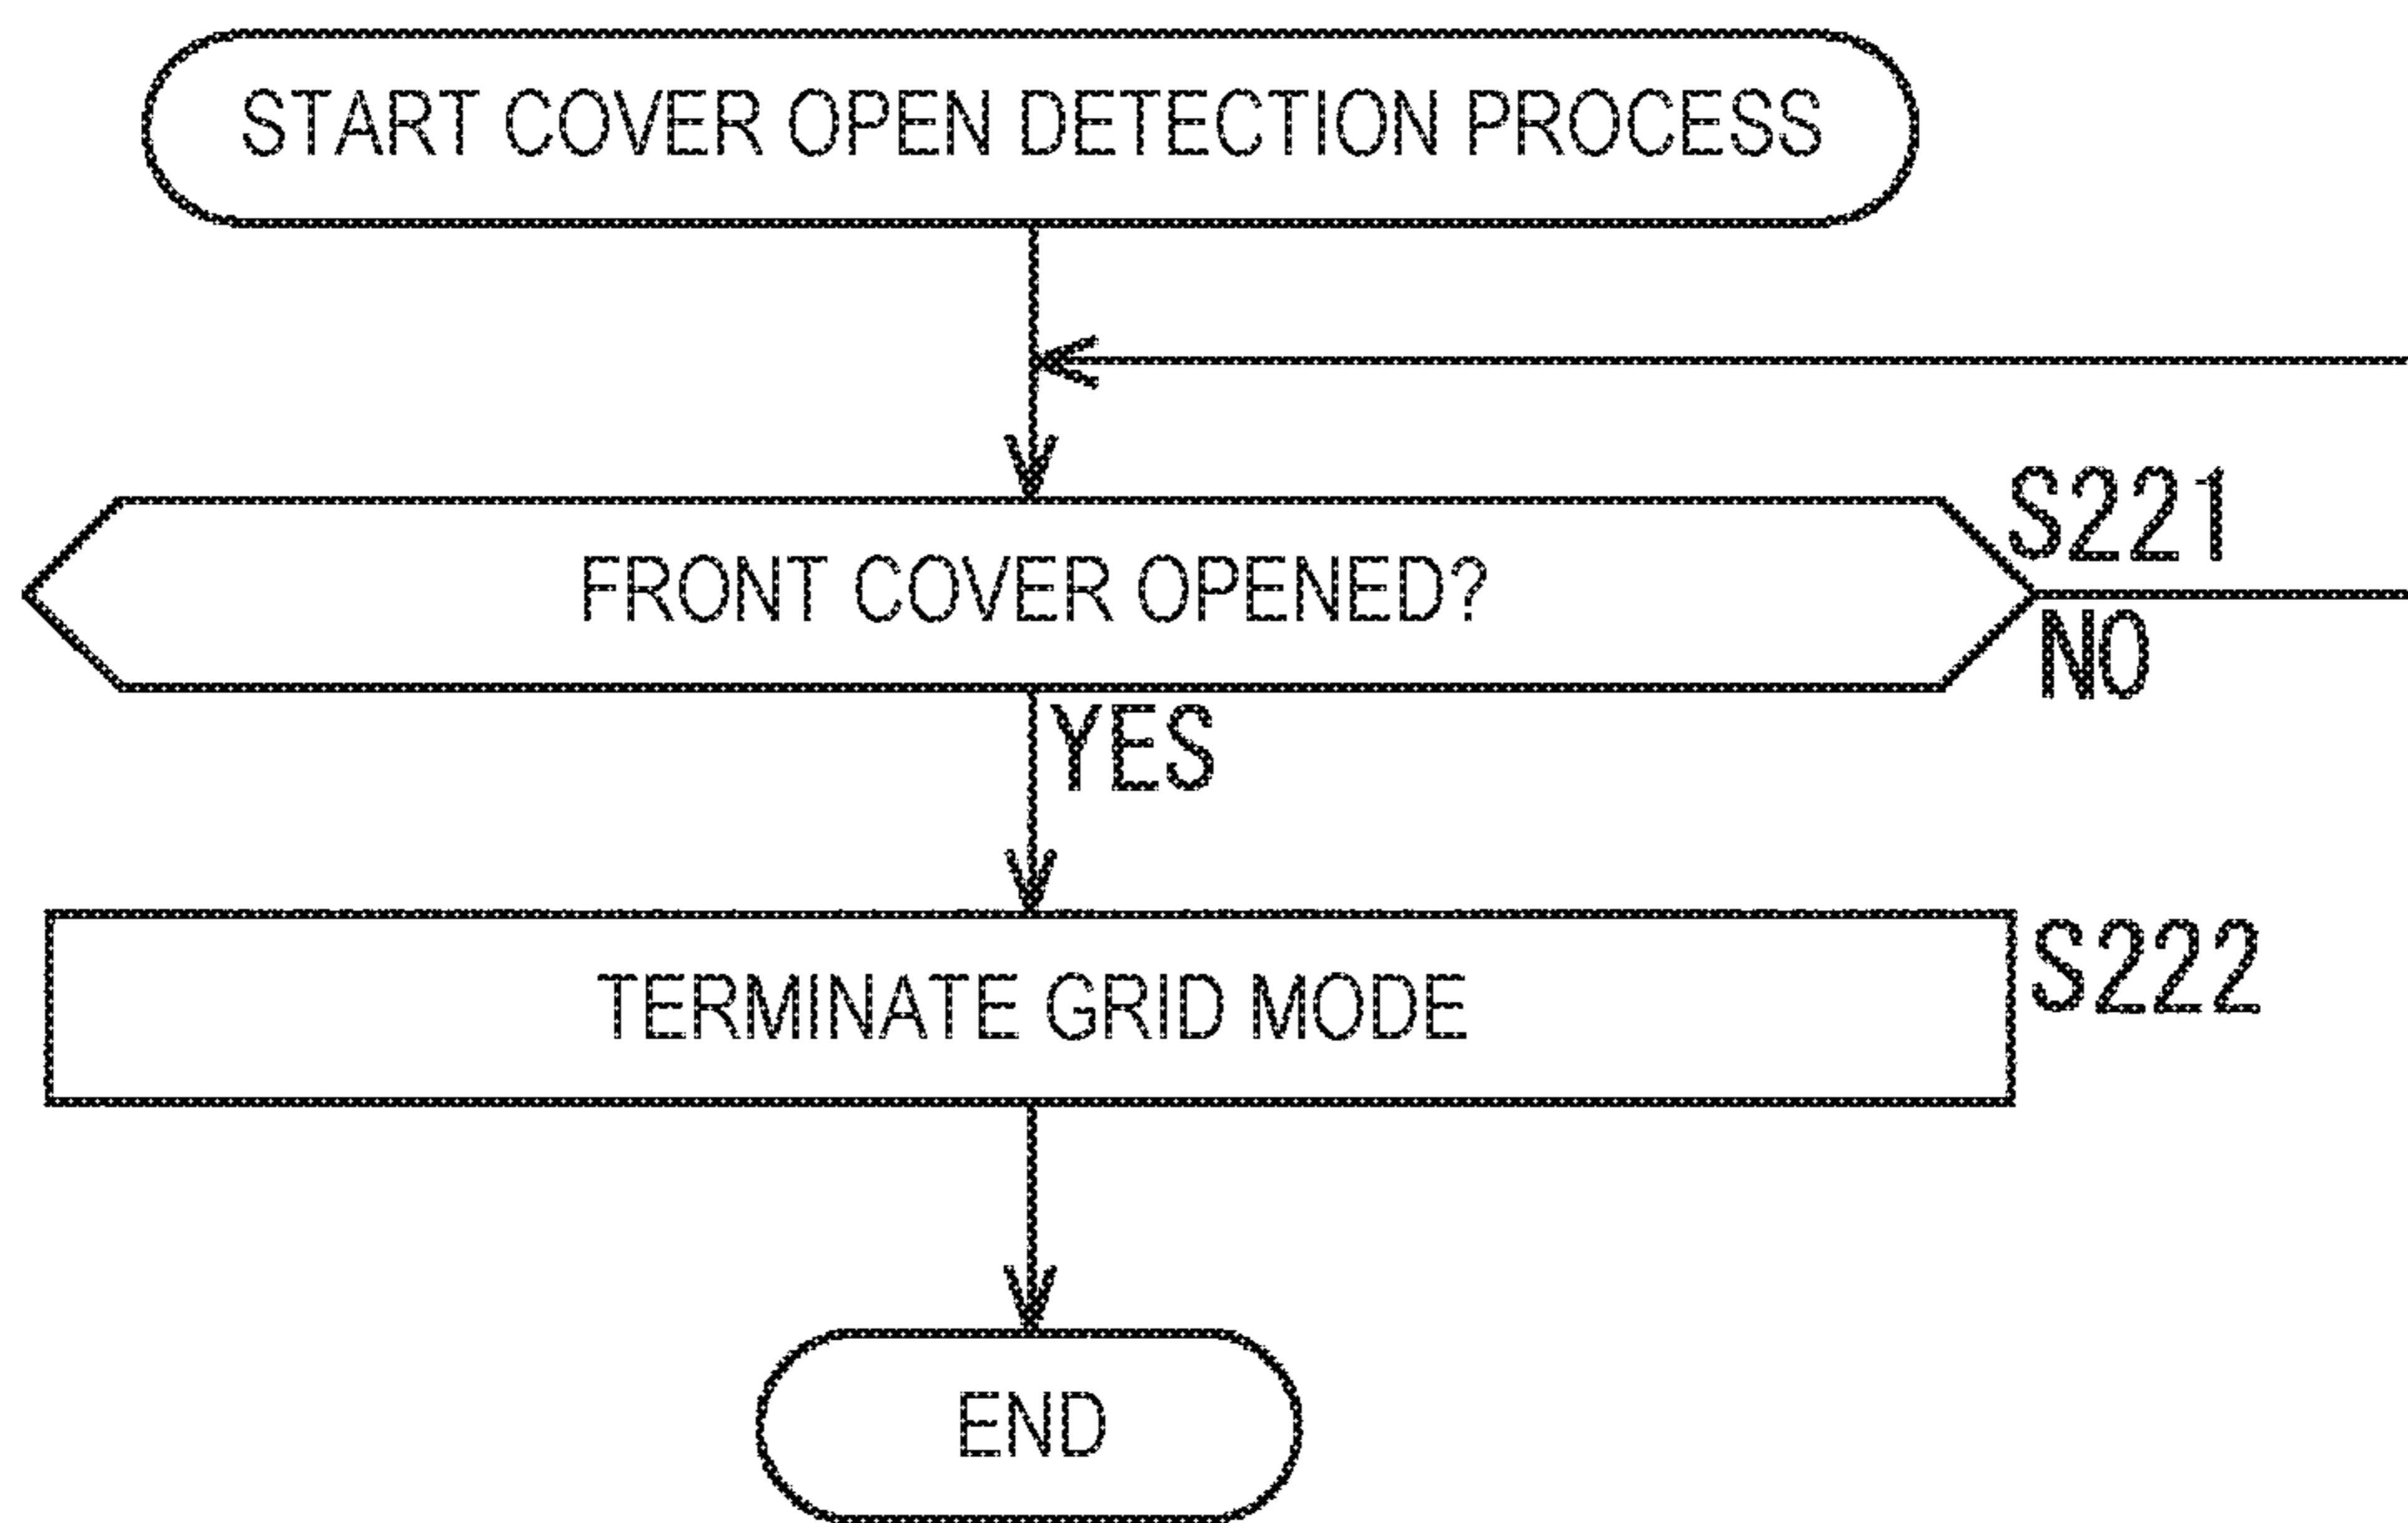 START COVER OPEN DETECTION PROCESS
S221
FRONT COVER OPENED?
NO
YES
S222
TERMINATE GRID MODE
END